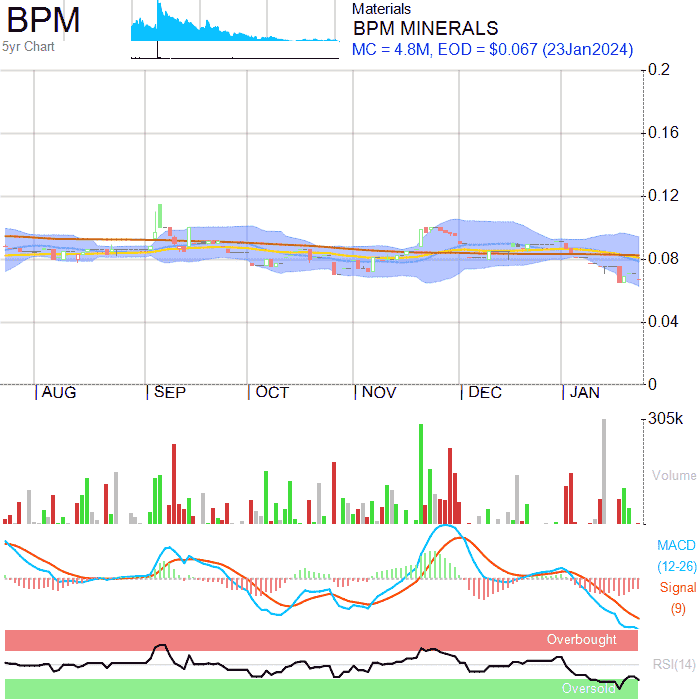 BPM
5yr Chart
Materials
BPM MINERALS
MC = 4.8M, EOD = $0.067 (23Jan2024)
0.2
0.16
0.12
0.08
0.04
0
AUG SEP OCT NOV DEC JAN
305k
Volume
MACD
(12-26)
Signal
(9)
Overbought
RSI(14)
Oversold